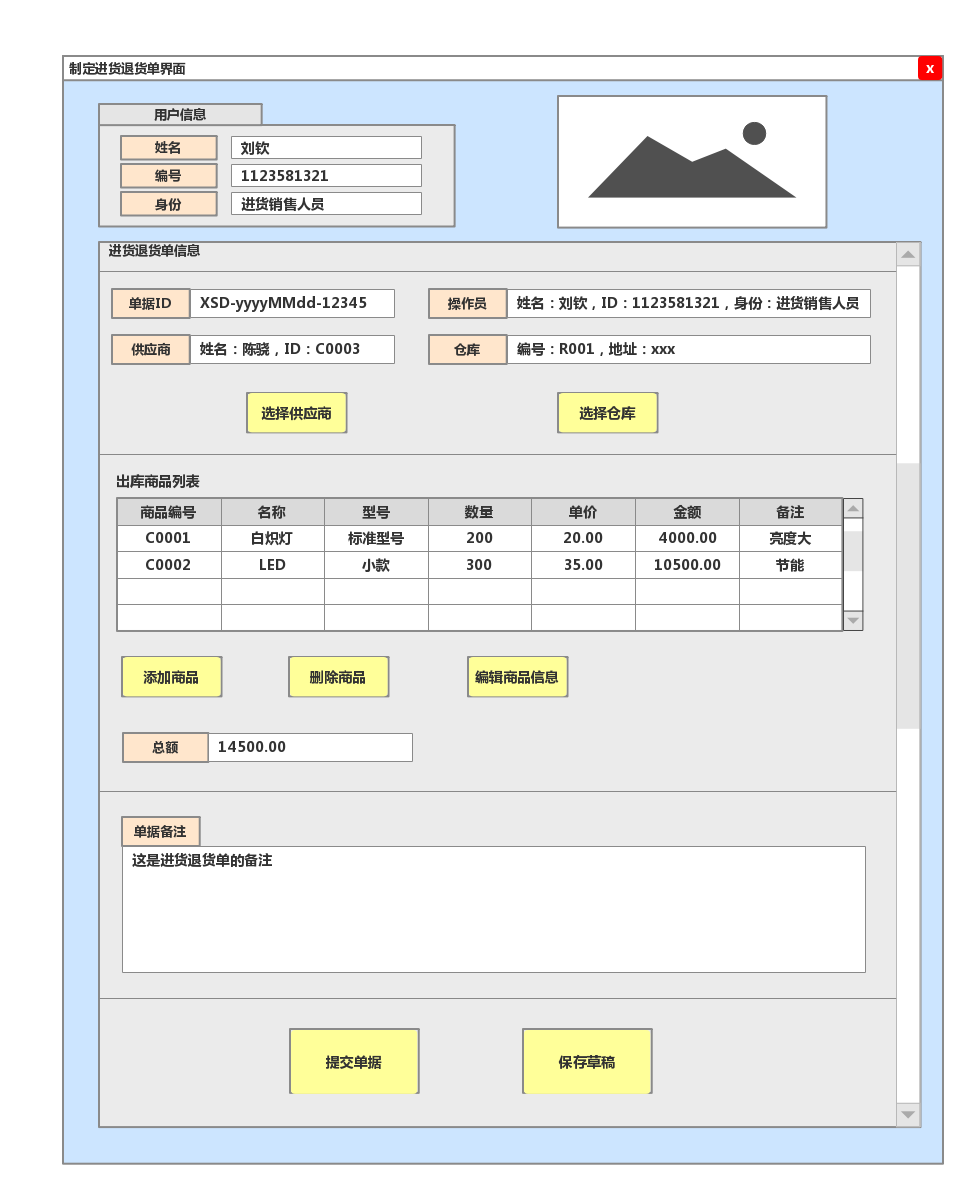 制定进货退货单界面
x
用户信息
姓名 刘钦
编号 1123581321
身份 进货销售人员
进货退货单信息
单据ID XSD-yyyyMMdd-12345 操作员 姓名：刘钦，ID：1123581321，身份：进货销售人员
供应商 姓名：陈骁，ID：C0003 仓库 编号：R001，地址：xxx
选择供应商 选择仓库
出库商品列表
商品编号 名称 型号 数量 单价 金额 备注
C0001 白炽灯 标准型号 200 20.00 4000.00 亮度大
C0002 LED 小款 300 35.00 10500.00 节能
添加商品 删除商品 编辑商品信息
总额 14500.00
单据备注
这是进货退货单的备注
提交单据 保存草稿